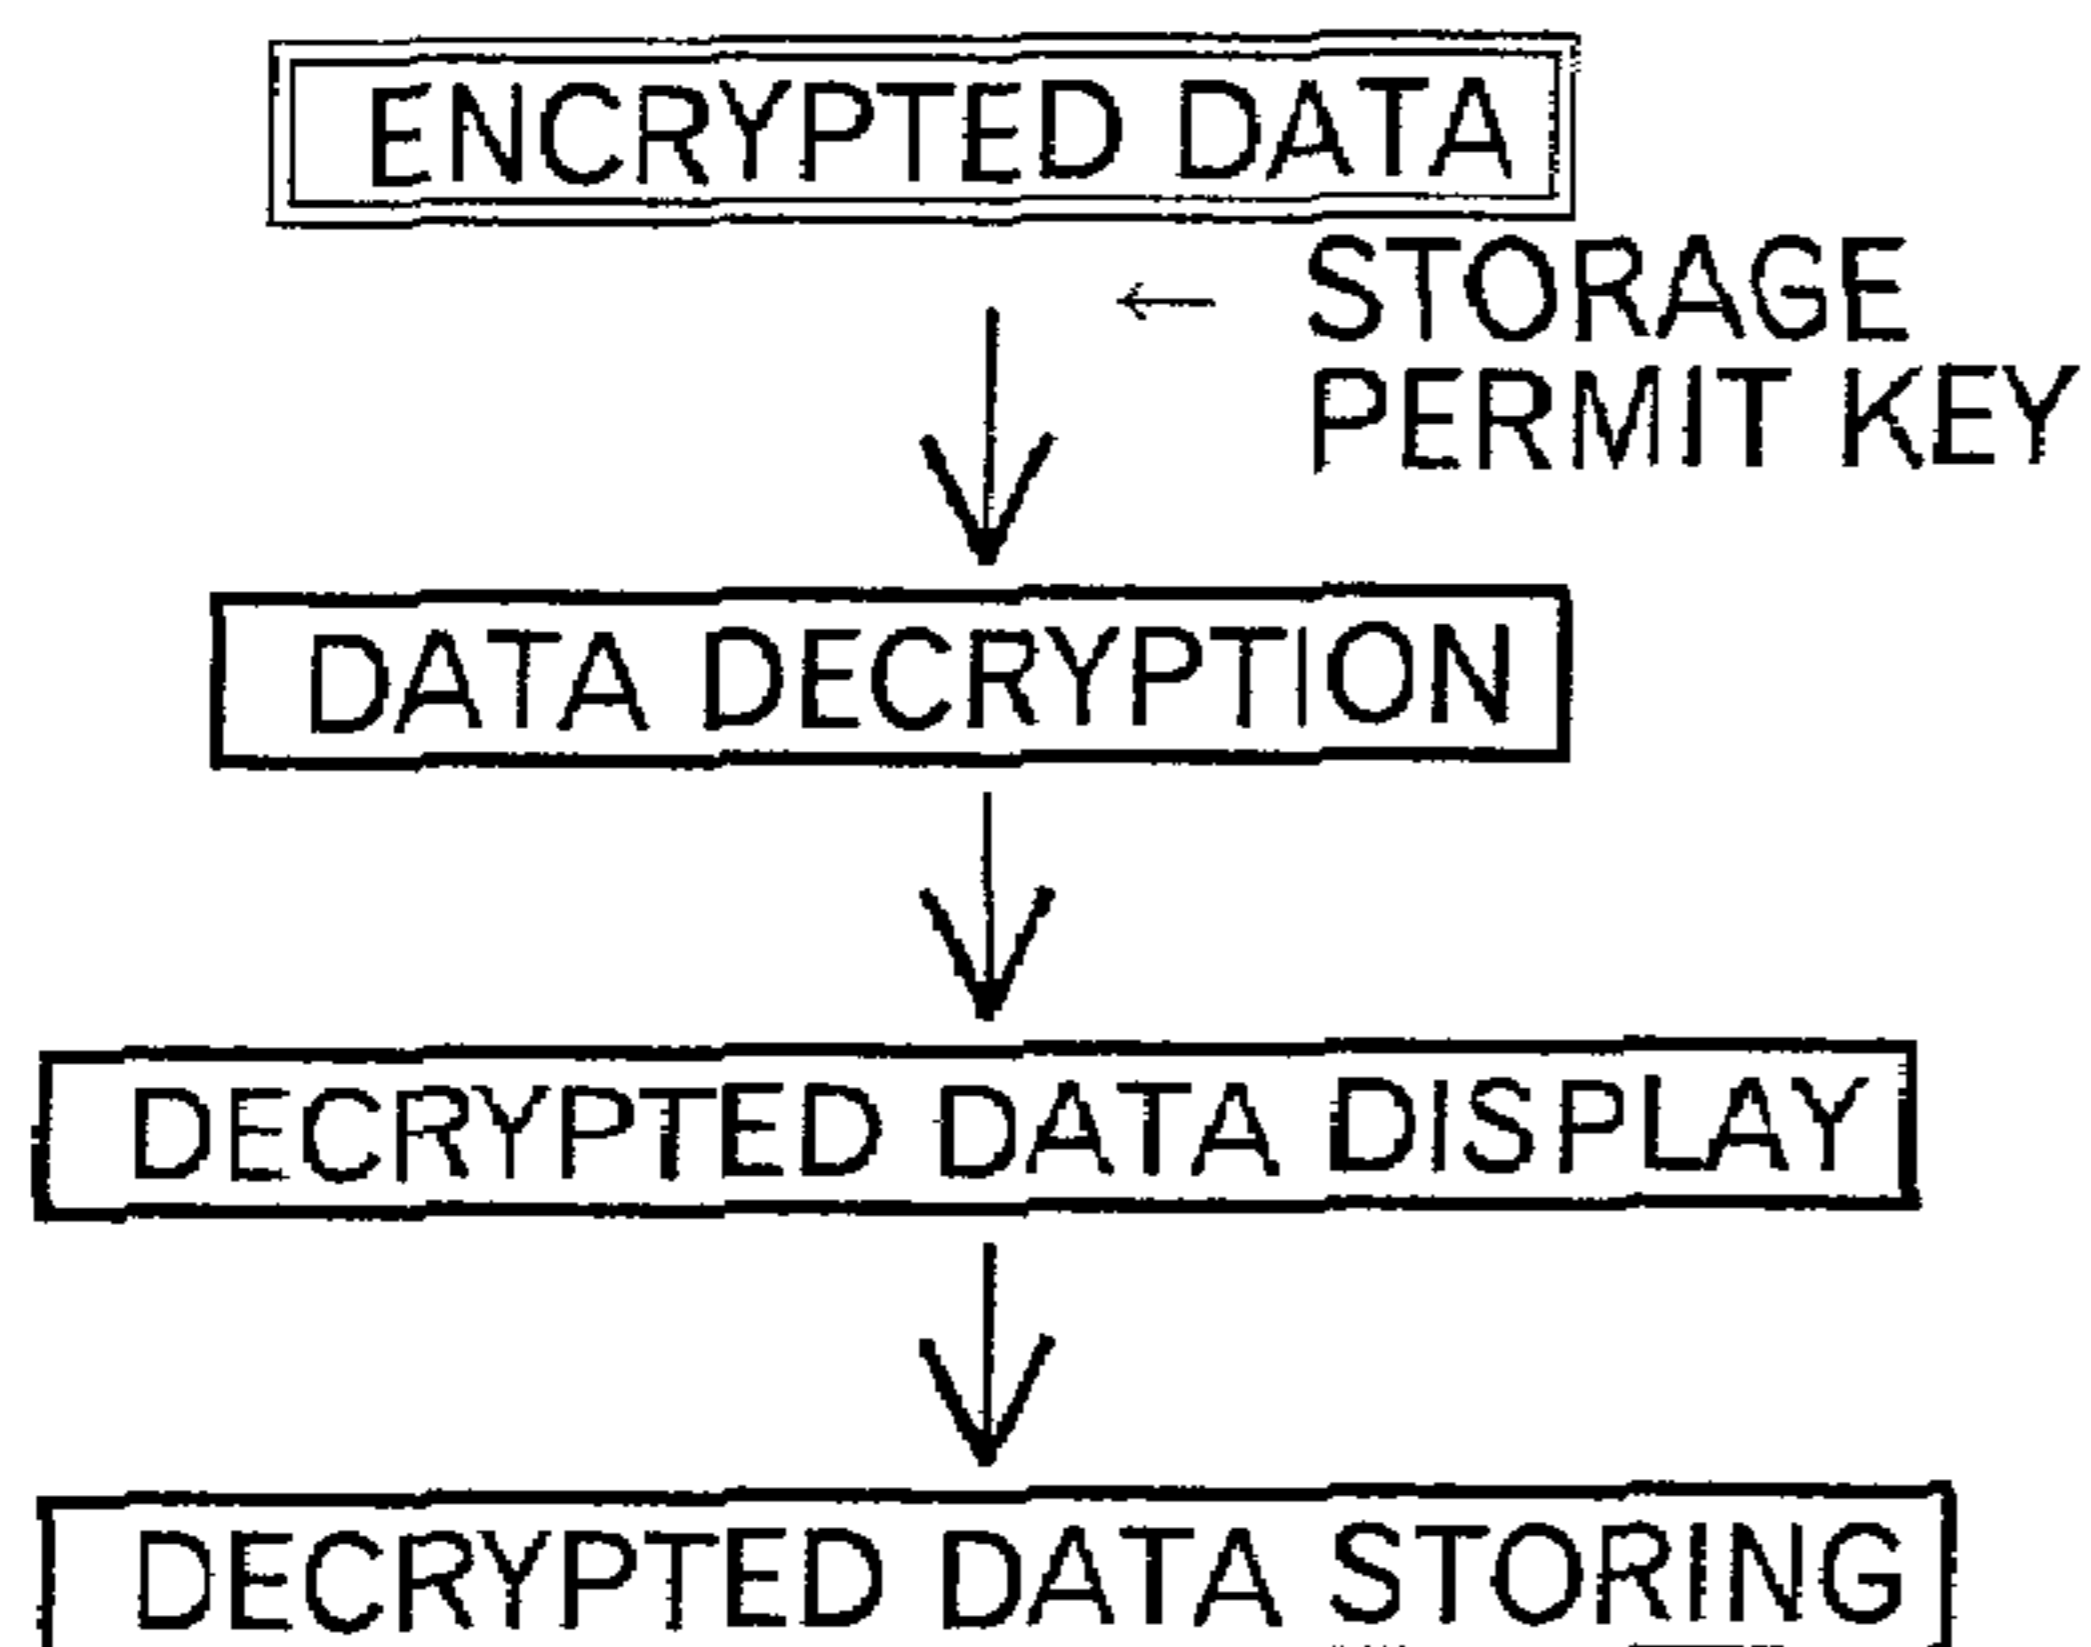 ENCRYPTED DATA
STORAGE
PERMIT KEY
DATA DECRYPTION
DECRYPTED DATA DISPLAY
DECRYPTED DATA STORING